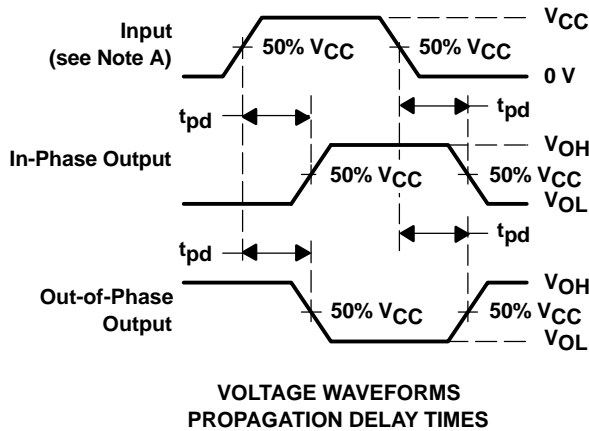 VCC
Input
(see Note A)
50% VCC
50% VCC
0 V
tpd
tpd
In-Phase Output
VOH
50% VCC
50% VCC
VOL
tpd
tpd
Out-of-Phase
Output
VOH
50% VCC
50% VCC
VOL
VOLTAGE WAVEFORMS
PROPAGATION DELAY TIMES